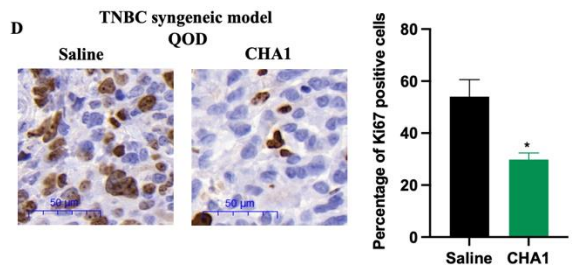 D
TNBC syngeneic model
QOD
Saline
CHA1
50 µm
50 µm
Percentage of Ki67 positive cells
80
60
40
20
0
*
Saline
CHA1